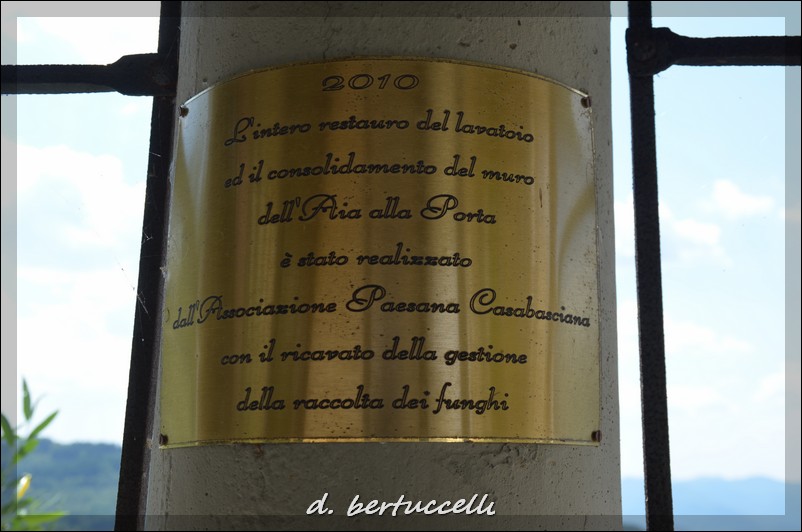 2010
L'intero restauro del lavatoio
ed il consolidamento del muro
dell'Aia alla Porta
è stato realizzato
dall'Associazione Paesana Casabasciana
con il ricavato della gestione
della raccolta dei funghi
d. bertuccelli